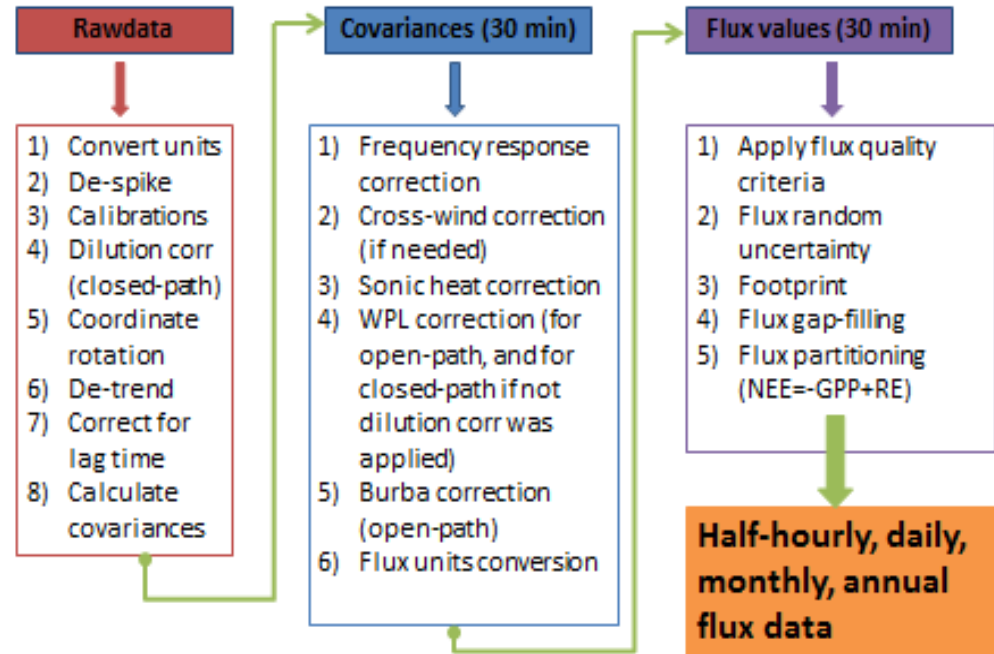 Rawdata
1) Convert units
2) De-spike
3) Calibrations
4) Dilution corr
(closed-path)
5) Coordinate
rotation
6) De-trend
7) Correct for
lag time
8) Calculate
covariances
Covariances (30 min)
1) Frequency response
correction
2) Cross-wind correction
(if needed)
3) Sonic heat correction
4) WPL correction (for
open-path, and for
closed-path if not
dilution corr was
applied)
5) Burba correction
(open-path)
6) Flux units conversion
Flux values (30 min)
1) Apply flux quality
criteria
2) Flux random
uncertainty
3) Footprint
4) Flux gap-filling
5) Flux partitioning
(NEE=-GPP+RE)
Half-hourly, daily,
monthly, annual
flux data